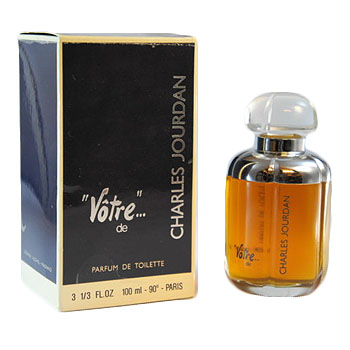 "Vôtre"...
de
CHARLES JOURDAN
PARFUM DE TOILETTE
3 1/3 FL.OZ 100 ml - 90° - PARIS
Vôtre...
de
CHARLES JOURDAN